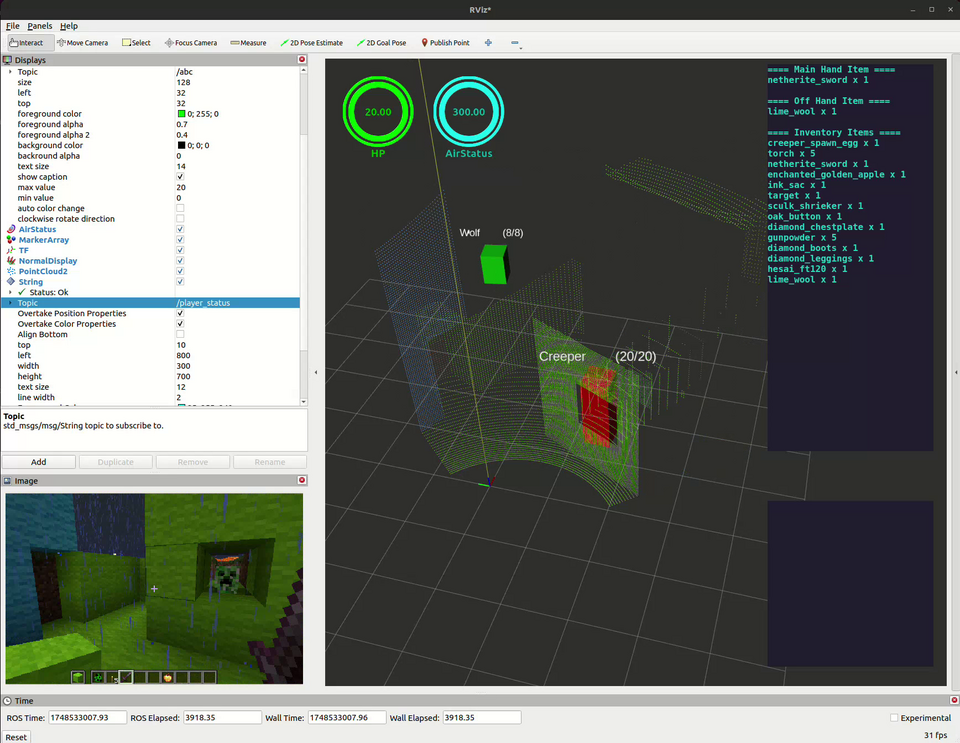 RViz*
File Panels Help
Interact Move Camera Select Focus Camera Measure 2D Pose Estimate 2D Goal Pose Publish Point
Displays
Topic /abc
size 128
left 32
top 32
foreground color 0; 255; 0
foreground alpha 0.7
foreground alpha 2 0.4
background color 0; 0; 0
backround alpha 0
text size 14
show caption
max value 20
min value 0
auto color change
clockwise rotate direction
AirStatus
MarkerArray
TF
NormalDisplay
PointCloud2
String
Status: Ok
Topic /player_status
Overtake Position Properties
Overtake Color Properties
Align Bottom
top 10
left 800
width 300
height 700
text size 12
line width 2
Topic
std_msgs/msg/String topic to subscribe to.
Add Duplicate Remove Rename
Image
20.00
HP
300.00
AirStatus
Wolf (8/8)
Creeper (20/20)
==== Main Hand Item ====
netherite_sword x 1
==== Off Hand Item ====
lime_wool x 1
==== Inventory Items ====
creeper_spawn_egg x 1
torch x 5
netherite_sword x 1
enchanted_golden_apple x 1
ink_sac x 1
target x 1
sculk_shrieker x 1
oak_button x 1
diamond_chestplate x 1
gunpowder x 5
diamond_boots x 1
diamond_leggings x 1
hesai_ft120 x 1
lime_wool x 1
Time
ROS Time: 1748533007.93 ROS Elapsed: 3918.35 Wall Time: 1748533007.96 Wall Elapsed: 3918.35 Experimental
Reset 31 fps